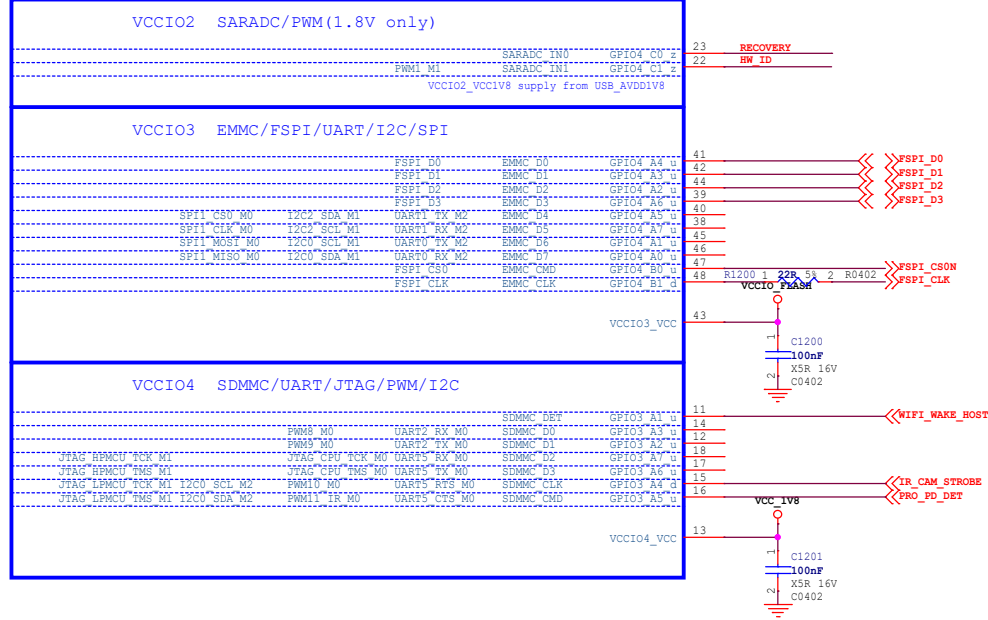 VCCIO2 SARADC/PWM(1.8V only)
SARADC_IN0 GPIO4_C0_z 23 RECOVERY
PWM1_M1 SARADC_IN1 GPIO4_C1_z 22 HW_ID
VCCIO2_VCC1V8 supply from USB_AVDD1V8
VCCIO3 EMMC/FSPI/UART/I2C/SPI
FSPI_D0 EMMC_D0 GPIO4_A4_u 41 FSPI_D0
FSPI_D1 EMMC_D1 GPIO4_A3_u 42 FSPI_D1
FSPI_D2 EMMC_D2 GPIO4_A2_u 44 FSPI_D2
FSPI_D3 EMMC_D3 GPIO4_A6_u 39 FSPI_D3
SPI1_CS0_M0 I2C2_SDA_M1 UART1_TX_M2 EMMC_D4 GPIO4_A5_u 40
SPI1_CLK_M0 I2C2_SCL_M1 UART1_RX_M2 EMMC_D5 GPIO4_A7_u 38
SPI1_MOSI_M0 I2C0_SCL_M1 UART0_TX_M2 EMMC_D6 GPIO4_A1_u 45
SPI1_MISO_M0 I2C0_SDA_M1 UART0_RX_M2 EMMC_D7 GPIO4_A0_u 46
FSPI_CS0 EMMC_CMD GPIO4_B0_u 47 FSPI_CS0N
FSPI_CLK EMMC_CLK GPIO4_B1_d 48 R1200 1 22R 5% 2 R0402 FSPI_CLK
VCCIO_FLASH
VCCIO3_VCC 43
1 C1200
100nF
X5R 16V
2 C0402
VCCIO4 SDMMC/UART/JTAG/PWM/I2C
SDMMC_DET GPIO3_A1_u 11 WIFI_WAKE_HOST
PWM8_M0 UART2_RX_M0 SDMMC_D0 GPIO3_A3_u 14
PWM9_M0 UART2_TX_M0 SDMMC_D1 GPIO3_A2_u 12
JTAG_HPMCU_TCK_M1 JTAG_CPU_TCK_M0 UART5_RX_M0 SDMMC_D2 GPIO3_A7_u 18
JTAG_HPMCU_TMS_M1 JTAG_CPU_TMS_M0 UART5_TX_M0 SDMMC_D3 GPIO3_A6_u 17
JTAG_LPMCU_TCK_M1 I2C0_SCL_M2 PWM10_M0 UART5_RTS_M0 SDMMC_CLK GPIO3_A4_d 15 IR_CAM_STROBE
JTAG_LPMCU_TMS_M1 I2C0_SDA_M2 PWM11_IR_M0 UART5_CTS_M0 SDMMC_CMD GPIO3_A5_u 16 PRO_PD_DET
VCC_1V8
VCCIO4_VCC 13
1 C1201
100nF
X5R 16V
2 C0402